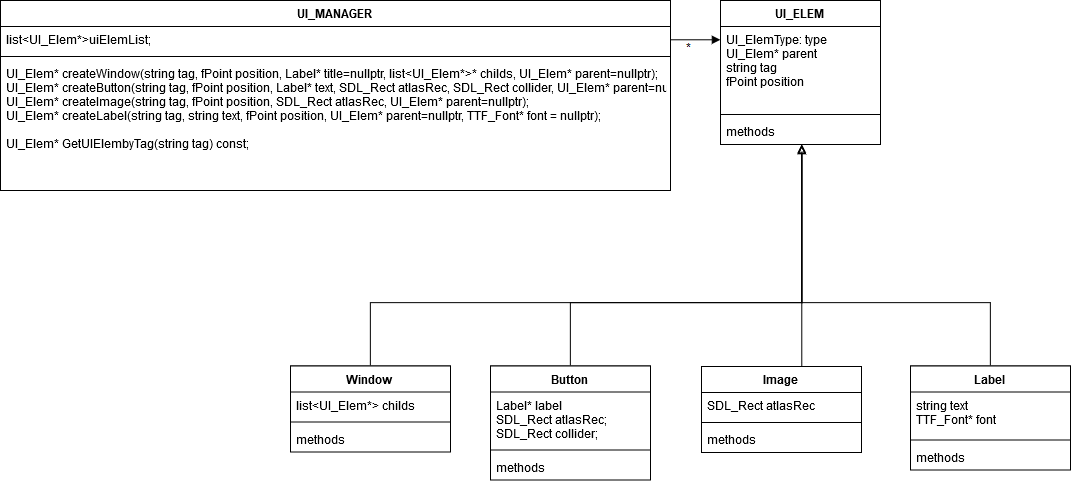 UI_MANAGER
list<UI_Elem*>uiElemList;
UI_Elem* createWindow(string tag, fPoint position, Label* title=nullptr, list<UI_Elem*>* childs, UI_Elem* parent=nullptr);
UI_Elem* createButton(string tag, fPoint position, Label* text, SDL_Rect atlasRec, SDL_Rect collider, UI_Elem* parent=nu
UI_Elem* createImage(string tag, fPoint position, SDL_Rect atlasRec, UI_Elem* parent=nullptr);
UI_Elem* createLabel(string tag, string text, fPoint position, UI_Elem* parent=nullptr, TTF_Font* font = nullptr);
UI_Elem* GetUIElembyTag(string tag) const;
*
UI_ELEM
UI_ElemType: type
UI_Elem* parent
string tag
fPoint position
methods
Window
list<UI_Elem*> childs
methods
Button
Label* label
SDL_Rect atlasRec;
SDL_Rect collider;
methods
Image
SDL_Rect atlasRec
methods
Label
string text
TTF_Font* font
methods